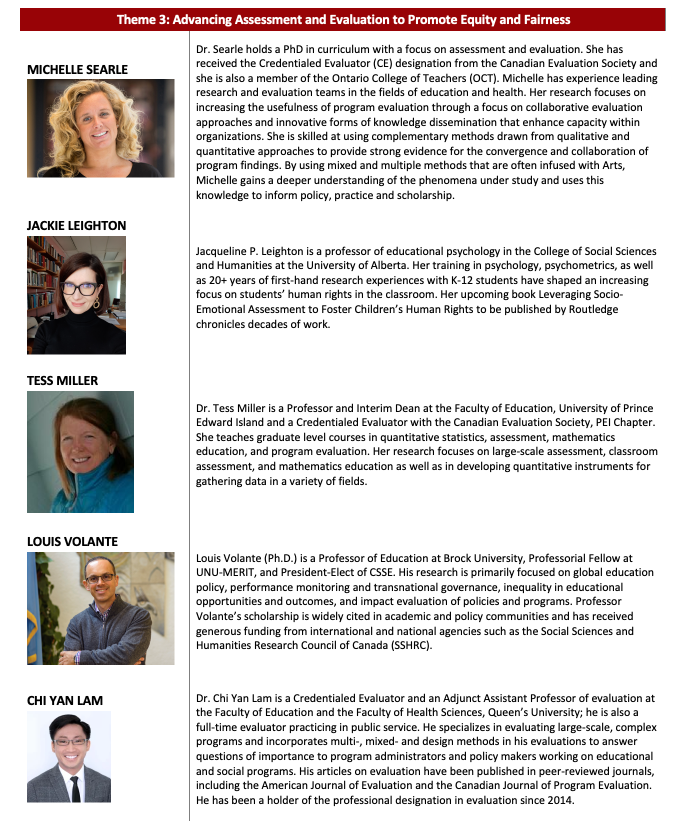 Theme 3: Advancing Assessment and Evaluation to Promote Equity and Fairness
MICHELLE SEARLE
Dr. Searle holds a PhD in curriculum with a focus on assessment and evaluation. She has
received the Credentialed Evaluator (CE) designation from the Canadian Evaluation Society and
she is also a member of the Ontario College of Teachers (OCT). Michelle has experience leading
research and evaluation teams in the fields of education and health. Her research focuses on
increasing the usefulness of program evaluation through a focus on collaborative evaluation
approaches and innovative forms of knowledge dissemination that enhance capacity within
organizations. She is skilled at using complementary methods drawn from qualitative and
quantitative approaches to provide strong evidence for the convergence and collaboration of
program findings. By using mixed and multiple methods that are often infused with Arts,
Michelle gains a deeper understanding of the phenomena under study and uses this
knowledge to inform policy, practice and scholarship.
JACKIE LEIGHTON
Jacqueline P. Leighton is a professor of educational psychology in the College of Social Sciences
and Humanities at the University of Alberta. Her training in psychology, psychometrics, as well
as 20+ years of first-hand research experiences with K-12 students have shaped an increasing
focus on students' human rights in the classroom. Her upcoming book Leveraging Socio-
Emotional Assessment to Foster Children's Human Rights to be published by Routledge
chronicles decades of work.
TESS MILLER
Dr. Tess Miller is a Professor and Interim Dean at the Faculty of Education, University of Prince
Edward Island and a Credentialed Evaluator with the Canadian Evaluation Society, PEI Chapter.
She teaches graduate level courses in quantitative statistics, assessment, mathematics
education, and program evaluation. Her research focuses on large-scale assessment, classroom
assessment, and mathematics education as well as in developing quantitative instruments for
gathering data in a variety of fields.
LOUIS VOLANTE
Louis Volante (Ph.D.) is a Professor of Education at Brock University, Professorial Fellow at
UNU-MERIT, and President-Elect of CSSE. His research is primarily focused on global education
policy, performance monitoring and transnational governance, inequality in educational
opportunities and outcomes, and impact evaluation of policies and programs. Professor
Volante's scholarship is widely cited in academic and policy communities and has received
generous funding from international and national agencies such as the Social Sciences and
Humanities Research Council of Canada (SSHRC).
CHI YAN LAM
Dr. Chi Yan Lam is a Credentialed Evaluator and an Adjunct Assistant Professor of evaluation at
the Faculty of Education and the Faculty of Health Sciences, Queen's University; he is also a
full-time evaluator practicing in public service. He specializes in evaluating large-scale, complex
programs and incorporates multi-, mixed- and design methods in his evaluations to answer
questions of importance to program administrators and policy makers working on educational
and social programs. His articles on evaluation have been published in peer-reviewed journals,
including the American Journal of Evaluation and the Canadian Journal of Program Evaluation.
He has been a holder of the professional designation in evaluation since 2014.